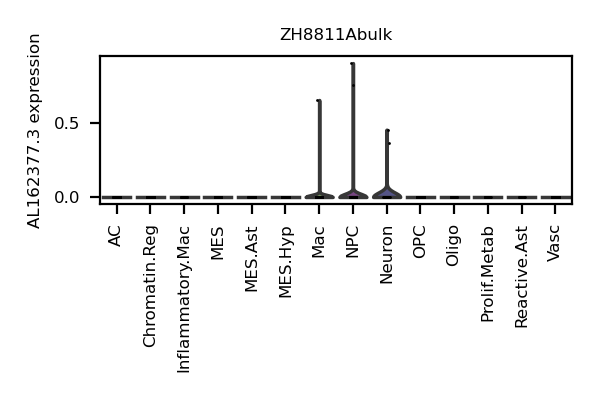 ZH8811Abulk
AL162377.3 expression
0.5
0.0
AC
Chromatin.Reg
Inflammatory.Mac
MES
MES.Ast
MES.Hyp
Mac
NPC
Neuron
OPC
Oligo
Prolif.Metab
Reactive.Ast
Vasc